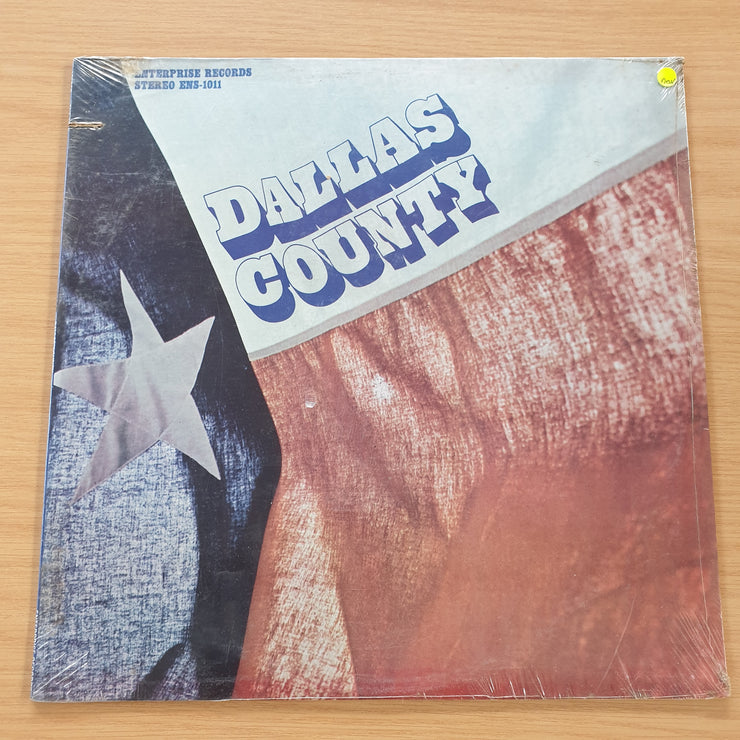 ENTERPRISE RECORDS
STEREO ENS-1011
DALLAS
COUNTY